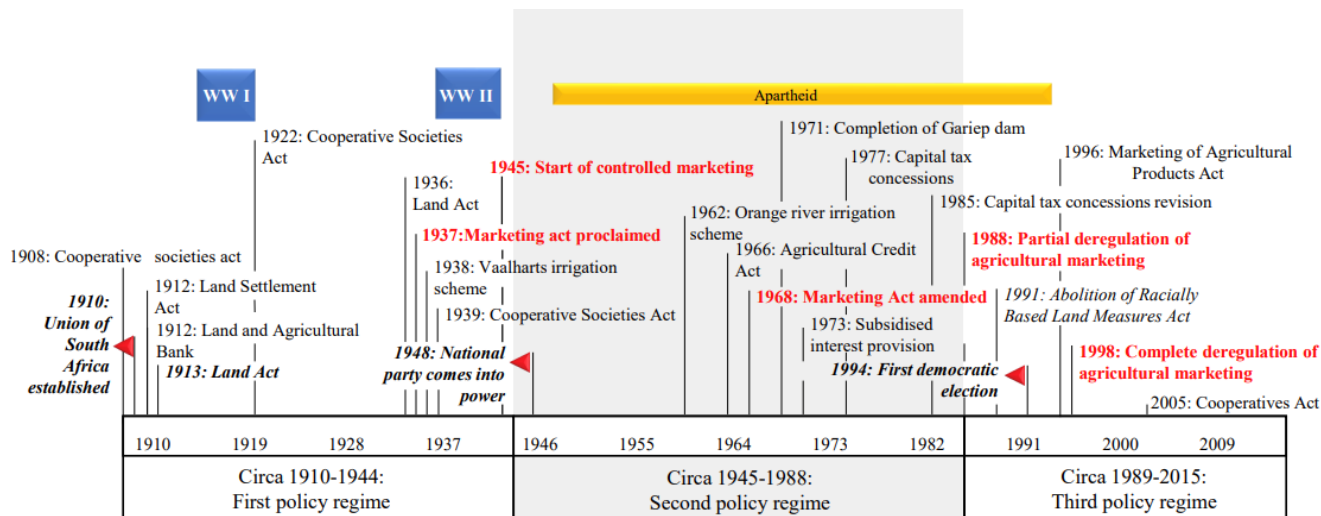 WW I
WW II
Apartheid
1922: Cooperative Societies
Act
1971: Completion of Gariep dam
1945: Start of controlled marketing
1977: Capital tax
concessions
1996: Marketing of Agricultural
Products Act
1936:
Land Act
1985: Capital tax concessions revision
1962: Orange river irrigation
scheme
1937:Marketing act proclaimed
1988: Partial deregulation of
agricultural marketing
1908: Cooperative societies act
1966: Agricultural Credit
Act
1938: Vaalharts irrigation
scheme
1912: Land Settlement
Act
1968: Marketing Act amended
1991: Abolition of Racially
Based Land Measures Act
1910:
Union of
South
Africa
established
1939: Cooperative Societies Act
1912: Land and Agricultural
Bank
1973: Subsidised
interest provision
1948: National
party comes into
power
1998: Complete deregulation of
agricultural marketing
1913: Land Act
1994: First democratic
election
2005: Cooperatives Act
1910 1919 1928 1937 1946 1955 1964 1973 1982 1991 2000 2009
Circa 1910-1944:
First policy regime
Circa 1945-1988:
Second policy regime
Circa 1989-2015:
Third policy regime